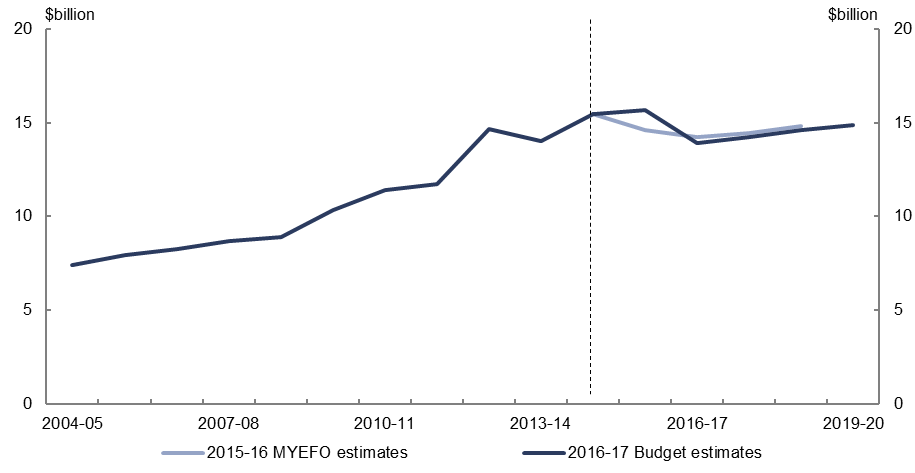 $billion $billion
20 20
15 15
10 10
5 5
0 0
2004-05 2007-08 2010-11 2013-14 2016-17 2019-20
2015-16 MYEFO estimates 2016-17 Budget estimates